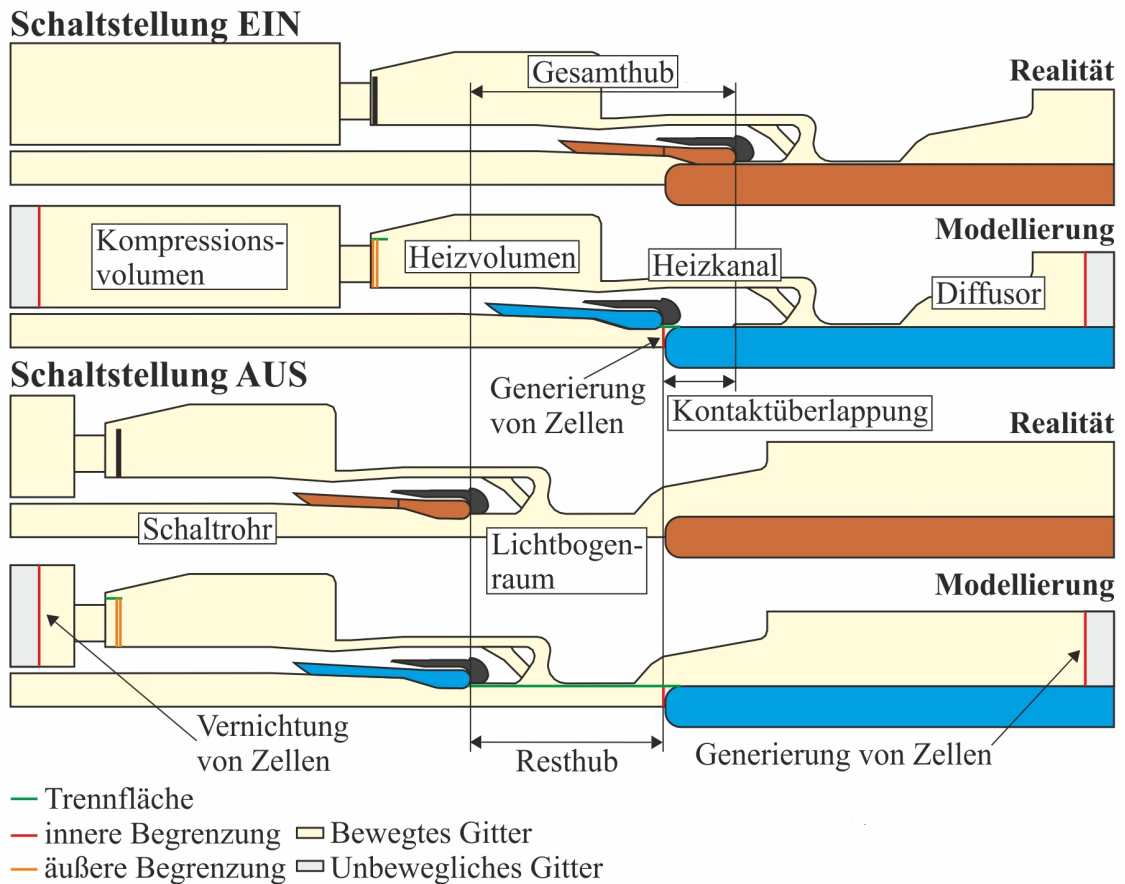 Schaltstellung EIN
Gesamthub
Realität
Modellierung
Kompressions-
volumen
Heizvolumen
Heizkanal
Diffusor
Schaltstellung AUS
Generierung
von Zellen
Kontaktüberlappung
Realität
Schaltrohr
Lichtbogen-
raum
Modellierung
Vernichtung
von Zellen
Resthub
Generierung von Zellen
Trennfläche
innere Begrenzung
Bewegtes Gitter
äußere Begrenzung
Unbewegliches Gitter